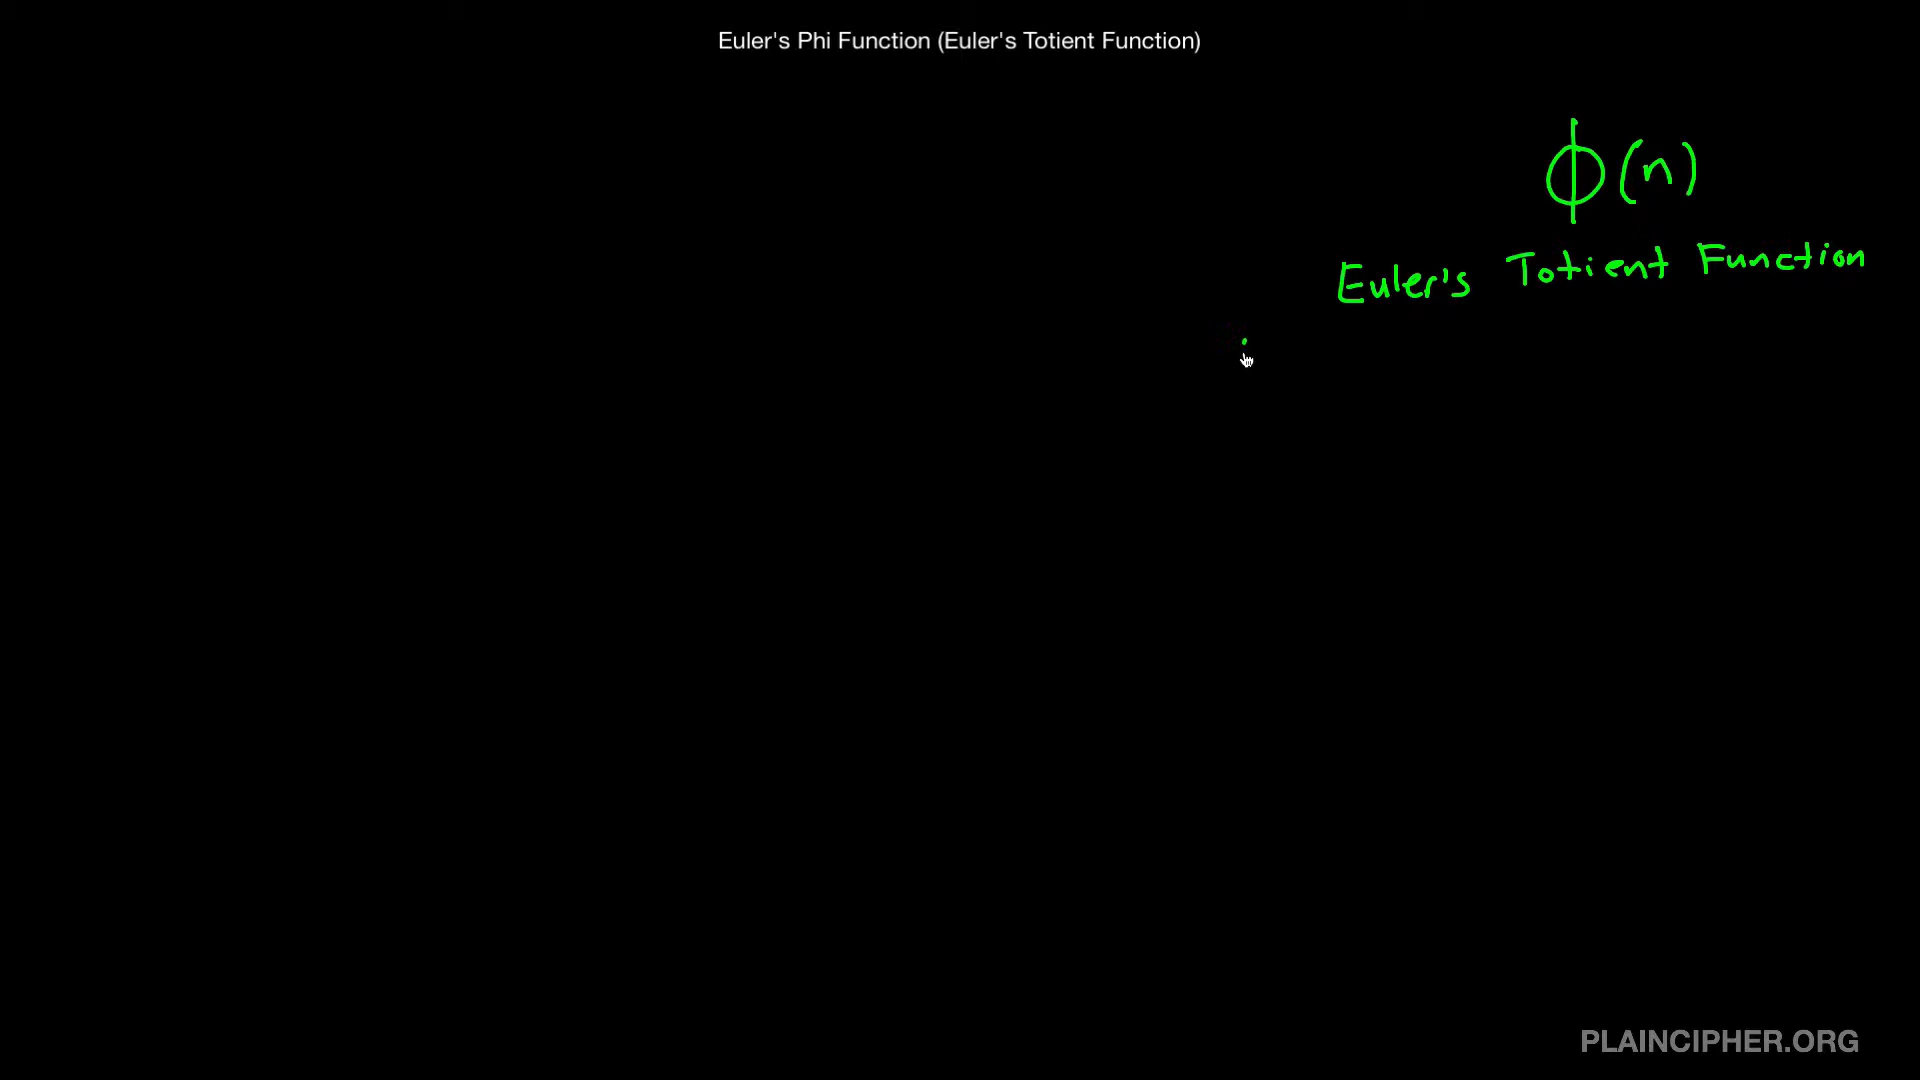 Euler's Phi Function (Euler's Totient Function)
ϕ(n)
Euler's Totient Function
PLAINCIPHER.ORG